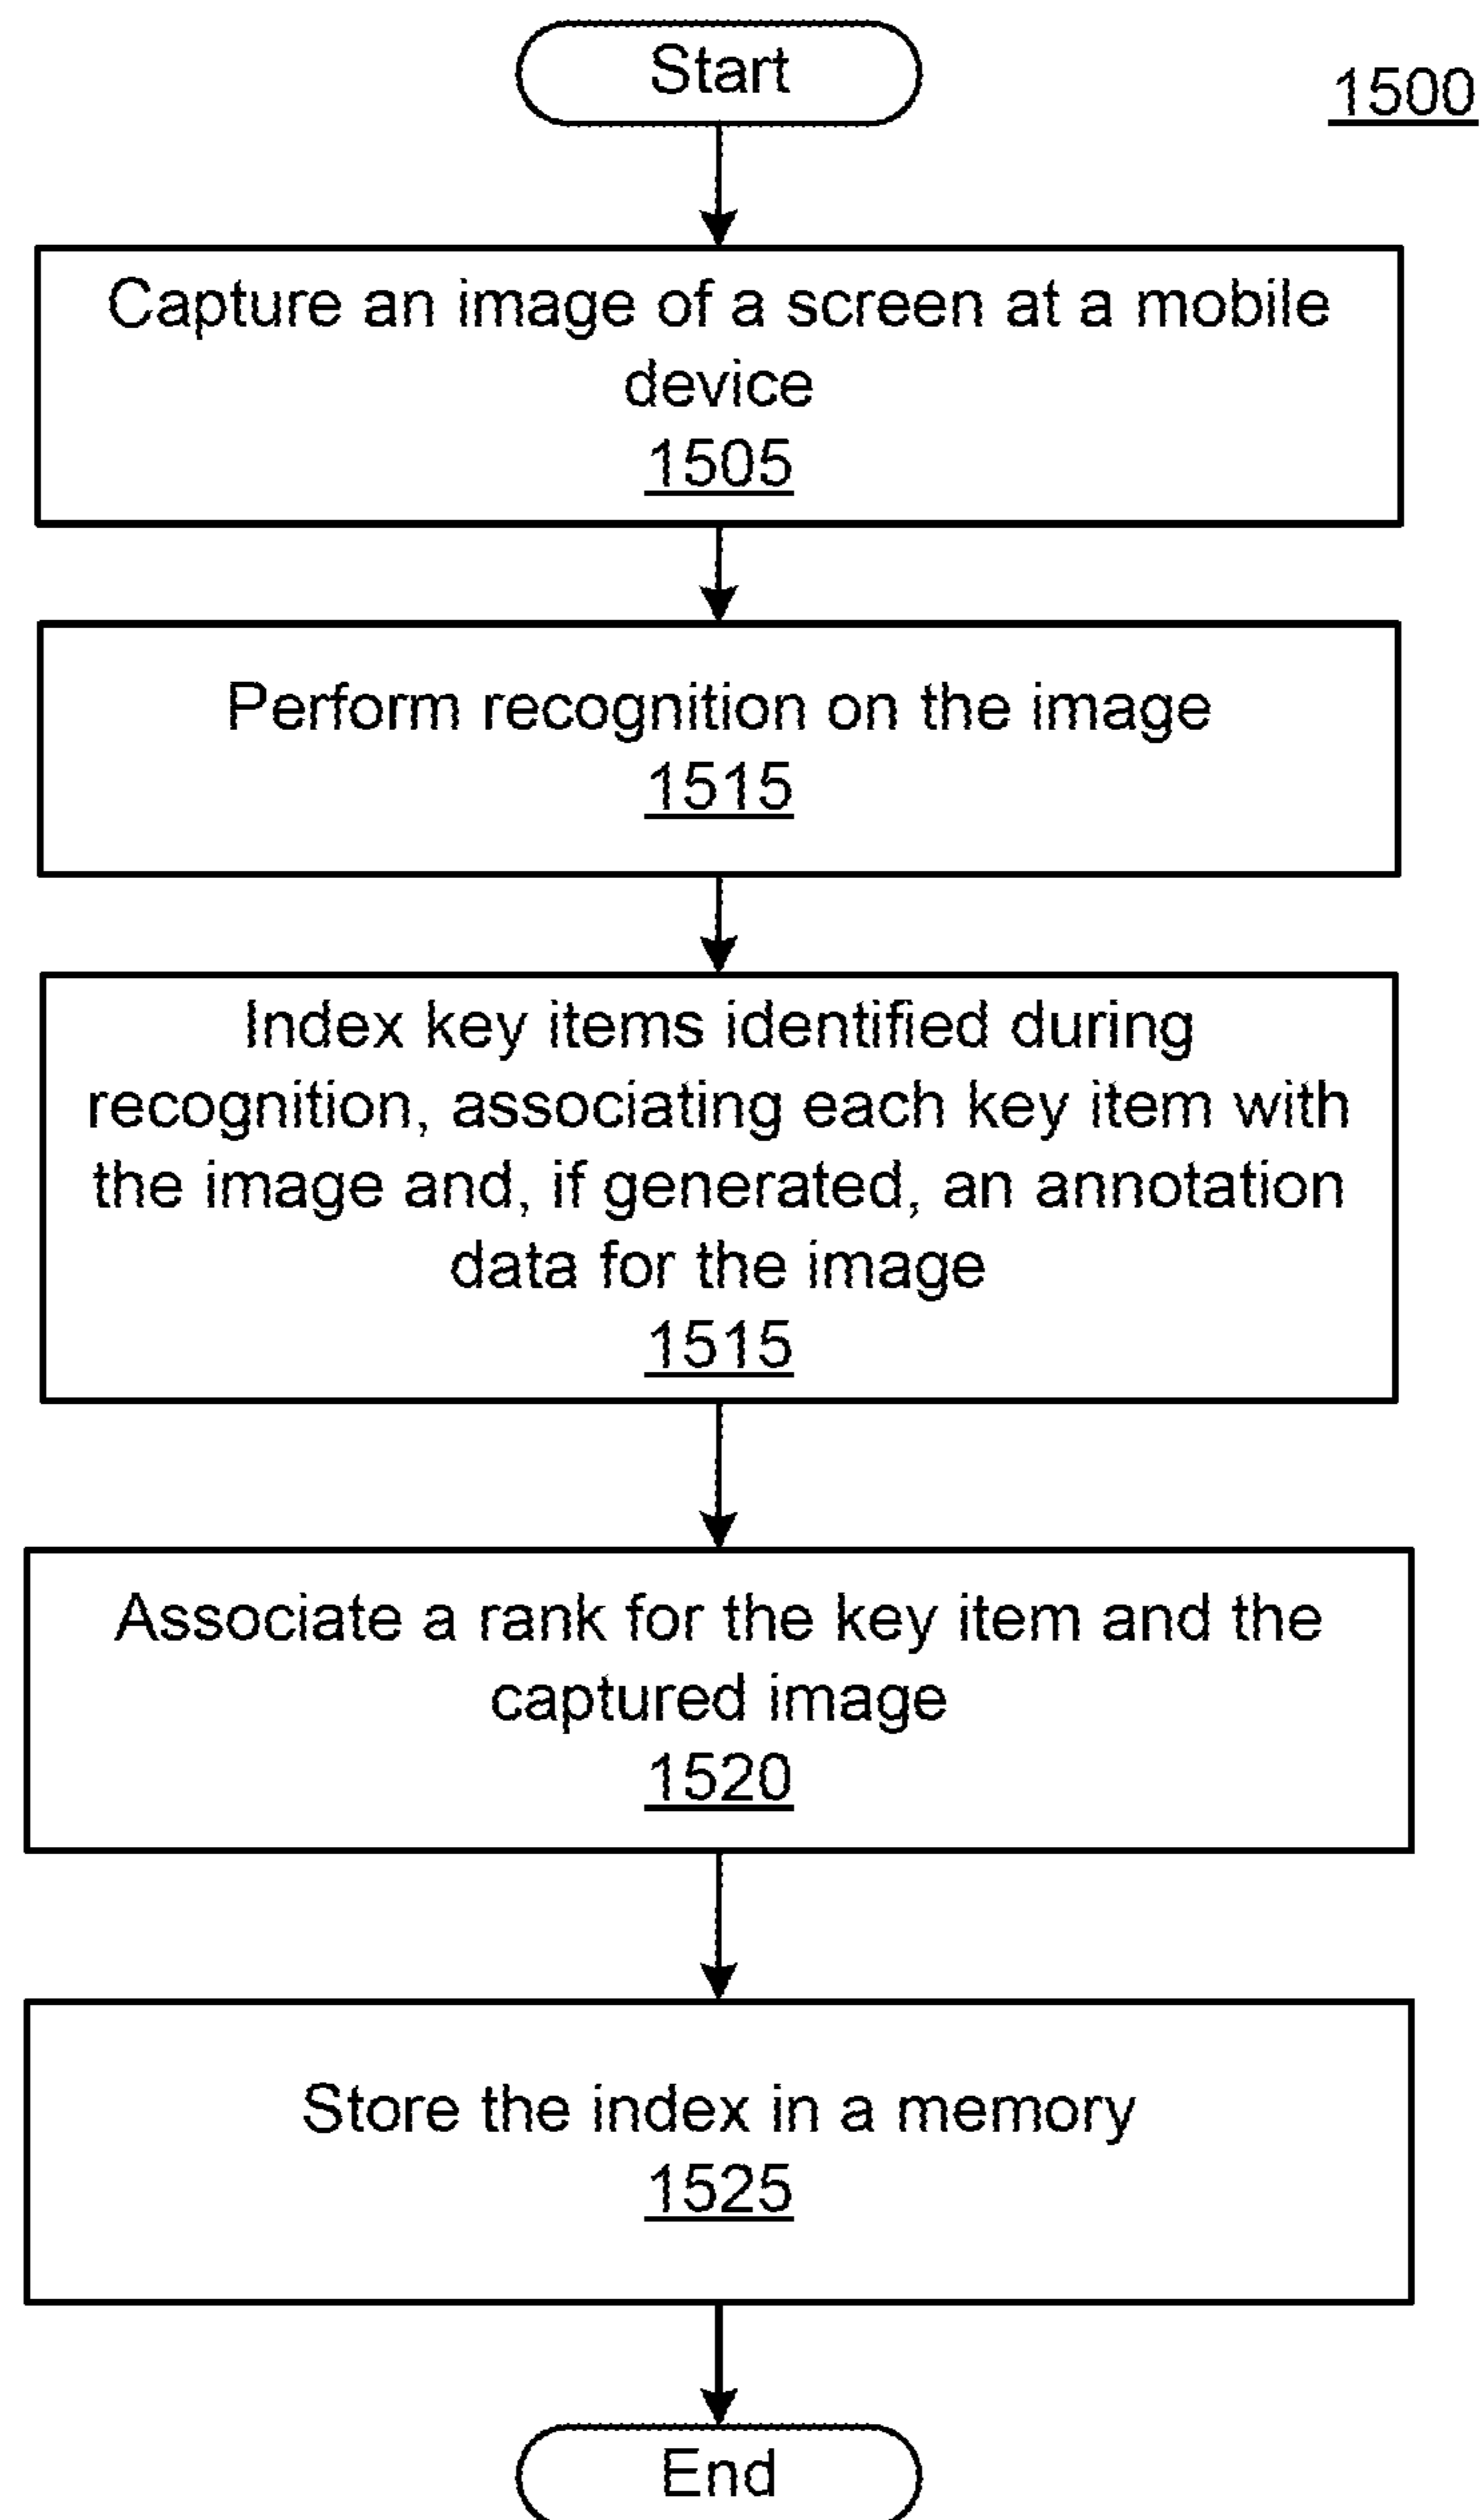 Start
1500
Capture an image of a screen at a mobile
device
1505
Perform recognition on the image
1515
Index key items identified during
recognition, associating each key item with
the image and, if generated, an annotation
data for the image
1515
Associate a rank for the key item and the
captured image
1520
Store the index in a memory
1525
End